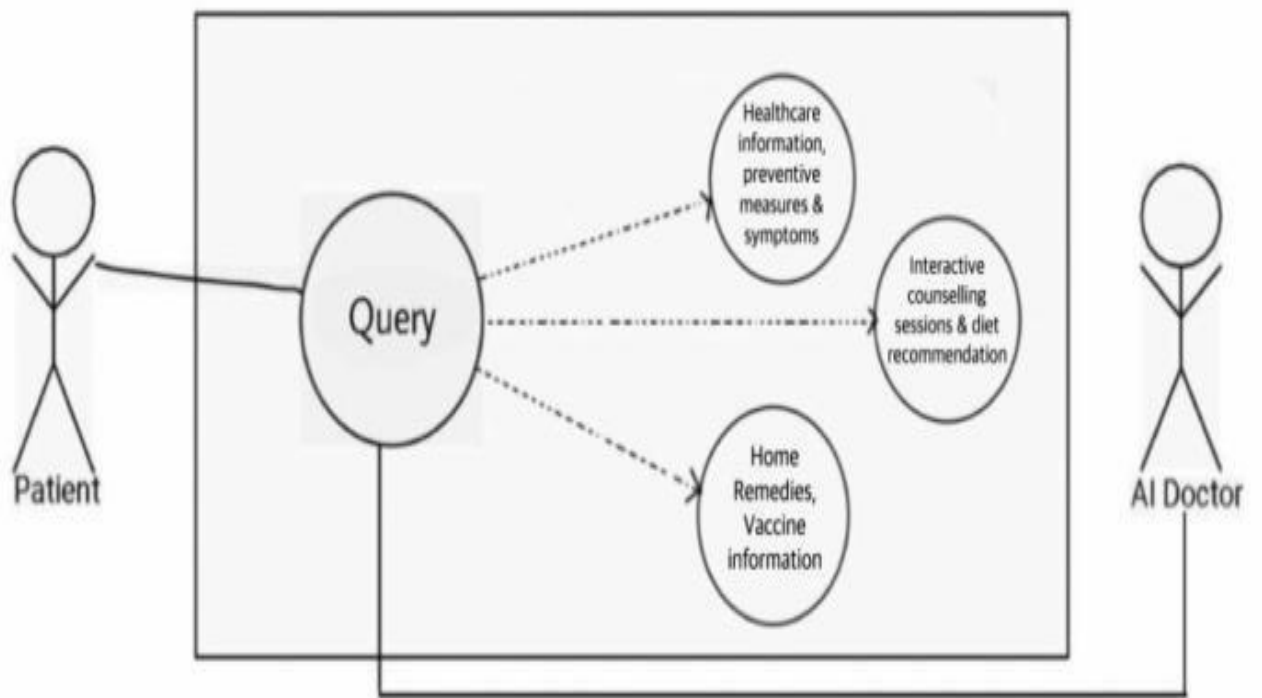 Patient
Query
Healthcare
information,
preventive
measures &
symptoms
Interactive
counselling
sessions & diet
recommendation
Home
Remedies,
Vaccine
information
AI Doctor